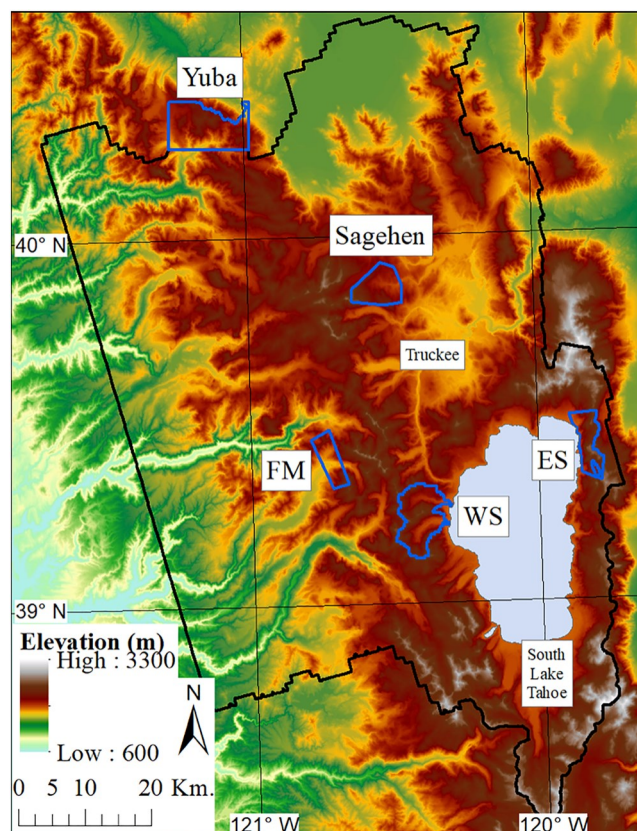 Yuba
40° N
Sagehen
Truckee
FM
ES
WS
39° N
Elevation (m)
High : 3300
Low : 600
N
South
Lake
Tahoe
0 5 10 20 Km.
121° W
120° W